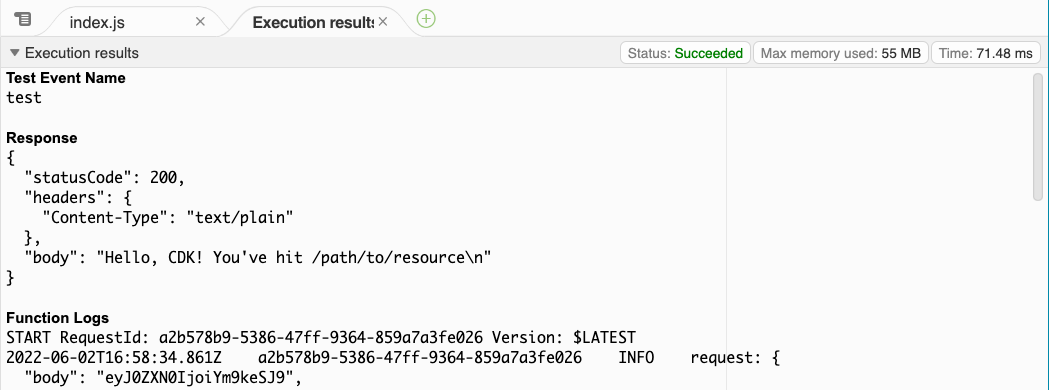 index.js
Execution results
Execution results
Status: Succeeded
Max memory used: 55 MB
Time: 71.48 ms
Test Event Name
test
Response
{
  "statusCode": 200,
  "headers": {
    "Content-Type": "text/plain"
  },
  "body": "Hello, CDK! You've hit /path/to/resource\n"
}
Function Logs
START RequestId: a2b578b9-5386-47ff-9364-859a7a3fe026 Version: $LATEST
2022-06-02T16:58:34.861Z    a2b578b9-5386-47ff-9364-859a7a3fe026    INFO    request: {
  "body": "eyJ0ZXN0IjoiYm9keSJ9",